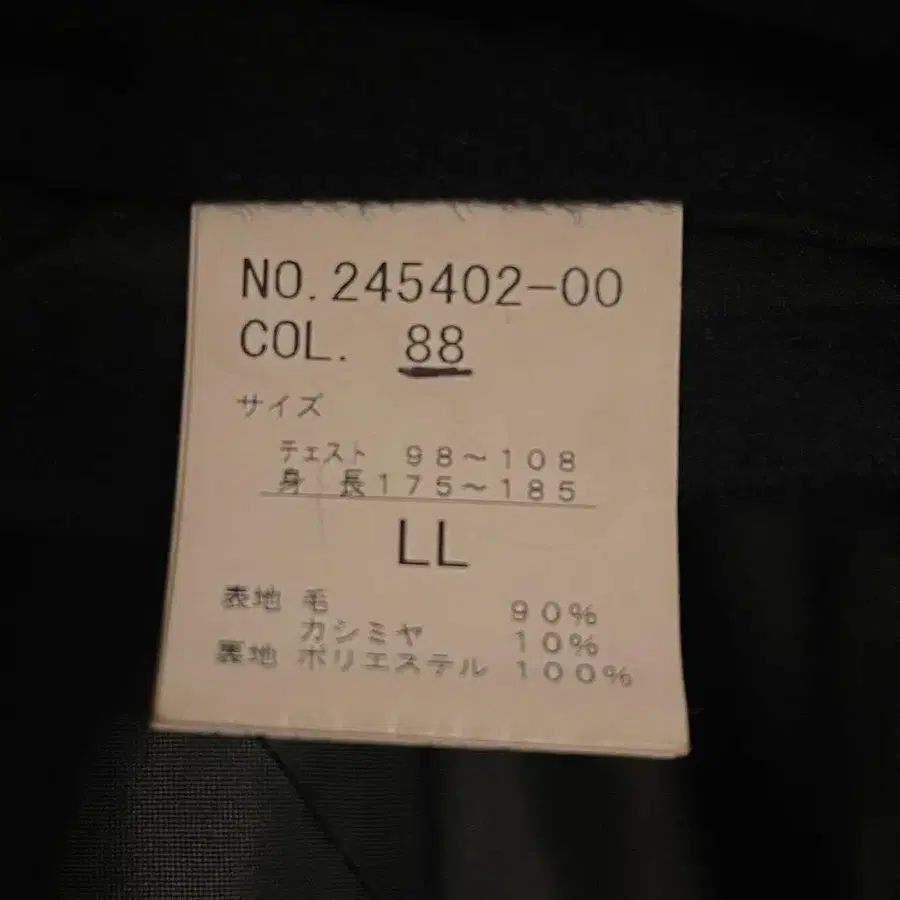 NO.245402-00
COL. 88
サイズ
チェスト 98～108
身 長175～185
LL
表地 毛 90%
カシミヤ 10%
裏地 ポリエステル 100%